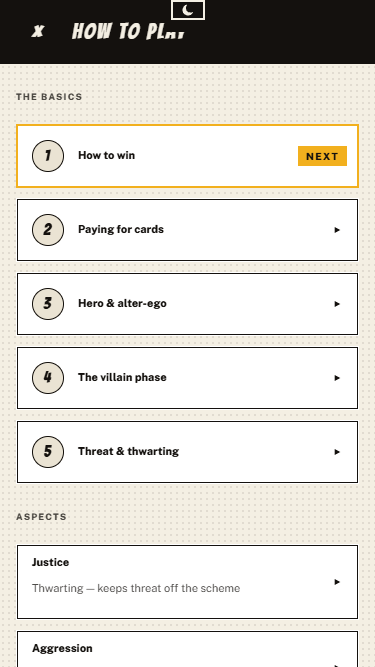 x HOW TO PLAY
THE BASICS
1 How to win NEXT
2 Paying for cards
3 Hero & alter-ego
4 The villain phase
5 Threat & thwarting
ASPECTS
Justice
Thwarting — keeps threat off the scheme
Aggression